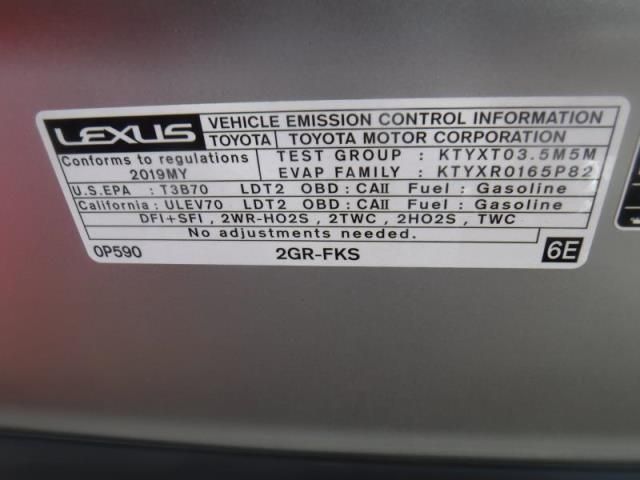 LEXUS VEHICLE EMISSION CONTROL INFORMATION
TOYOTA TOYOTA MOTOR CORPORATION
Conforms to regulations
2019MY
TEST GROUP : KTYXT03.5M5M
EVAP FAMILY : KTYXR0165P82
U.S.EPA : T3B70 LDT2 OBD : CAII Fuel : Gasoline
California : ULEV70 LDT2 OBD : CAII Fuel : Gasoline
DFI+SFI , 2WR-HO2S , 2TWC , 2HO2S , TWC
No adjustments needed.
0P590 2GR-FKS 6E